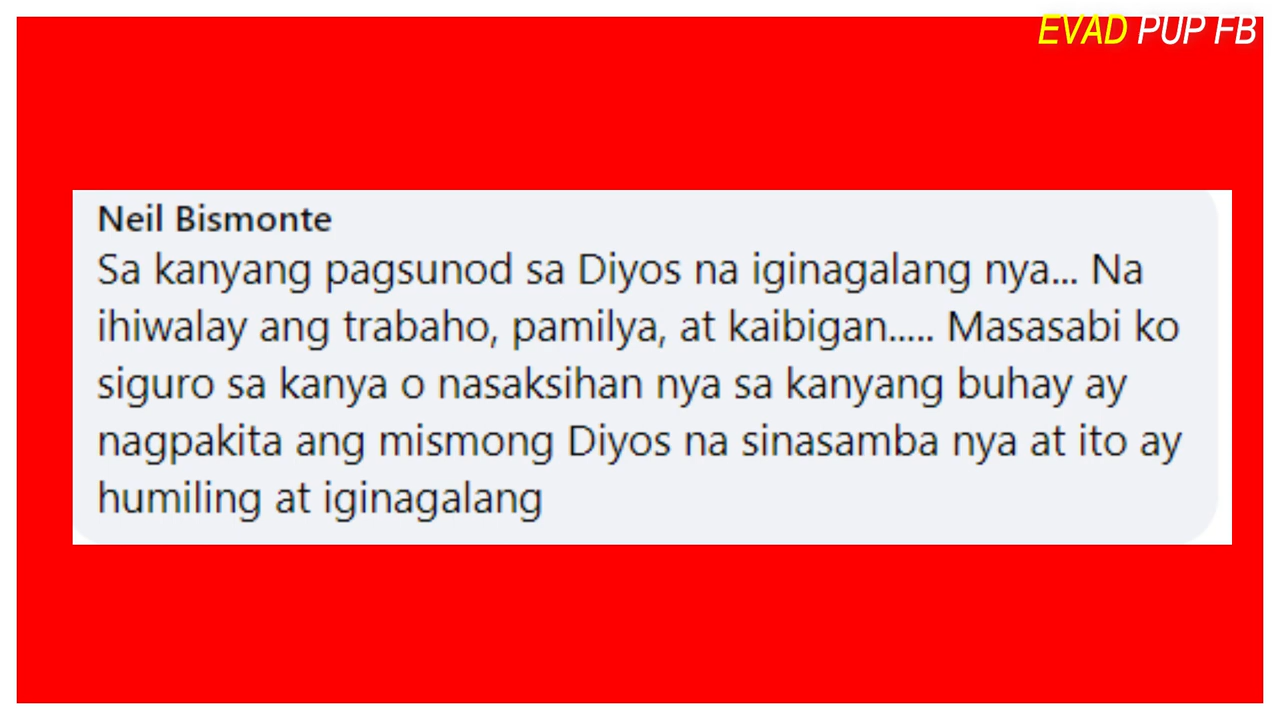 EVAD PUP FB
Neil Bismonte
Sa kanyang pagsunod sa Diyos na iginagalang nya... Na
ihiwalay ang trabaho, pamilya, at kaibigan..... Masasabi ko
siguro sa kanya o nasaksihan nya sa kanyang buhay ay
nagpakita ang mismong Diyos na sinasamba nya at ito ay
humiling at iginagalang